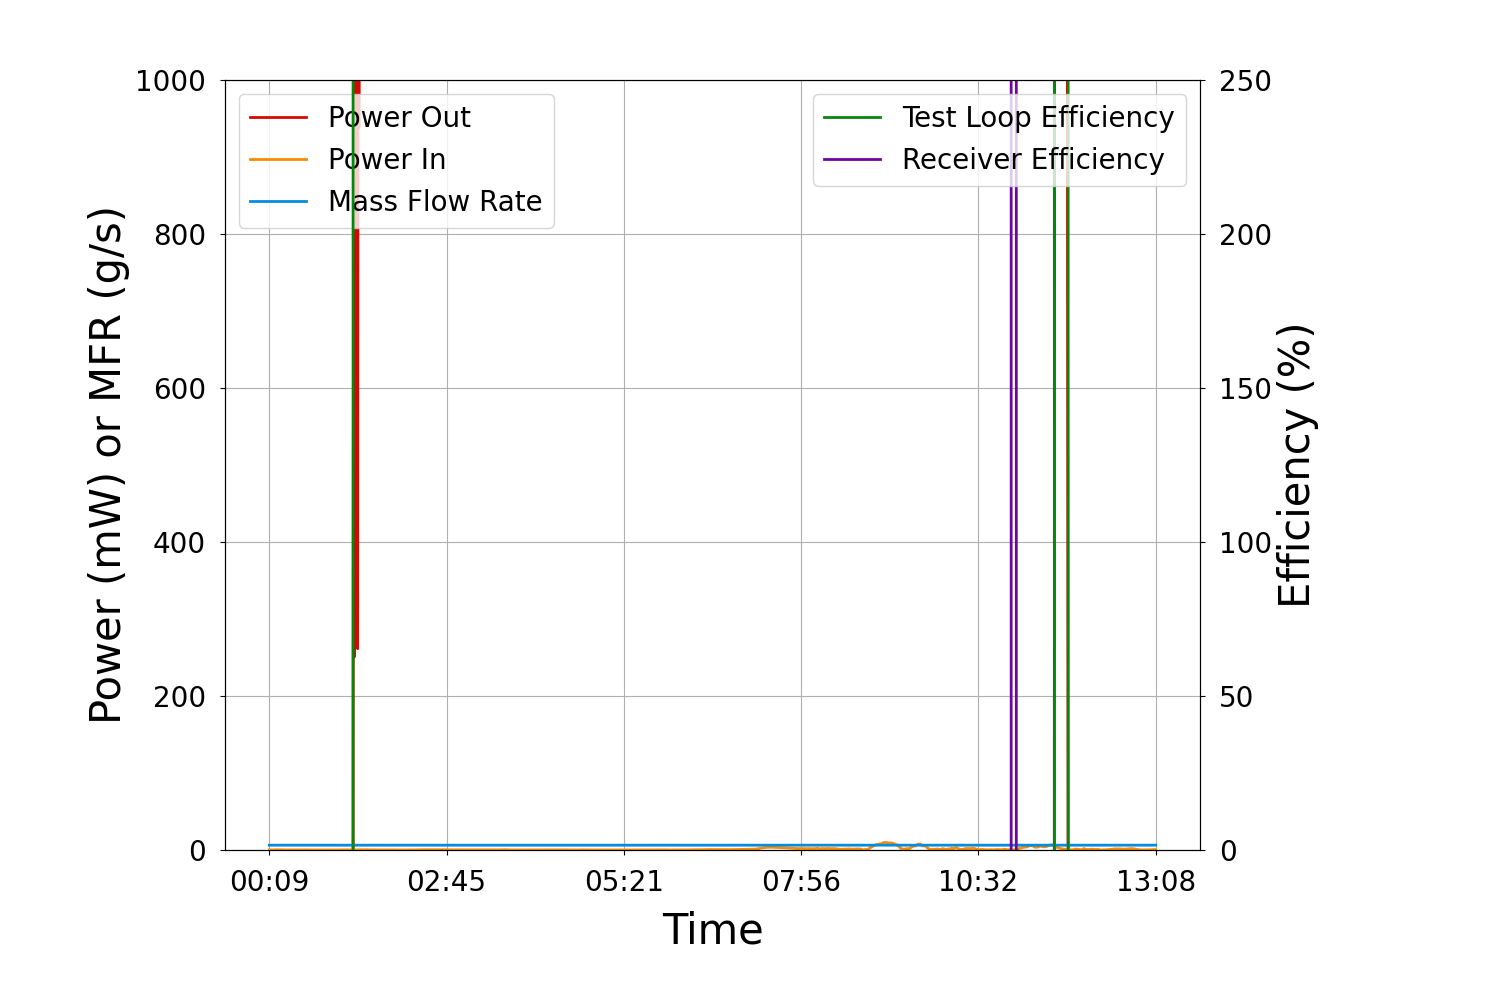 1000
800
600
400
200
0
Power (mW) or MFR (g/s)
Power Out
Power In
Mass Flow Rate
Test Loop Efficiency
Receiver Efficiency
250
200
150
100
50
0
Efficiency (%)
00:09 02:45 05:21 07:56 10:32 13:08
Time